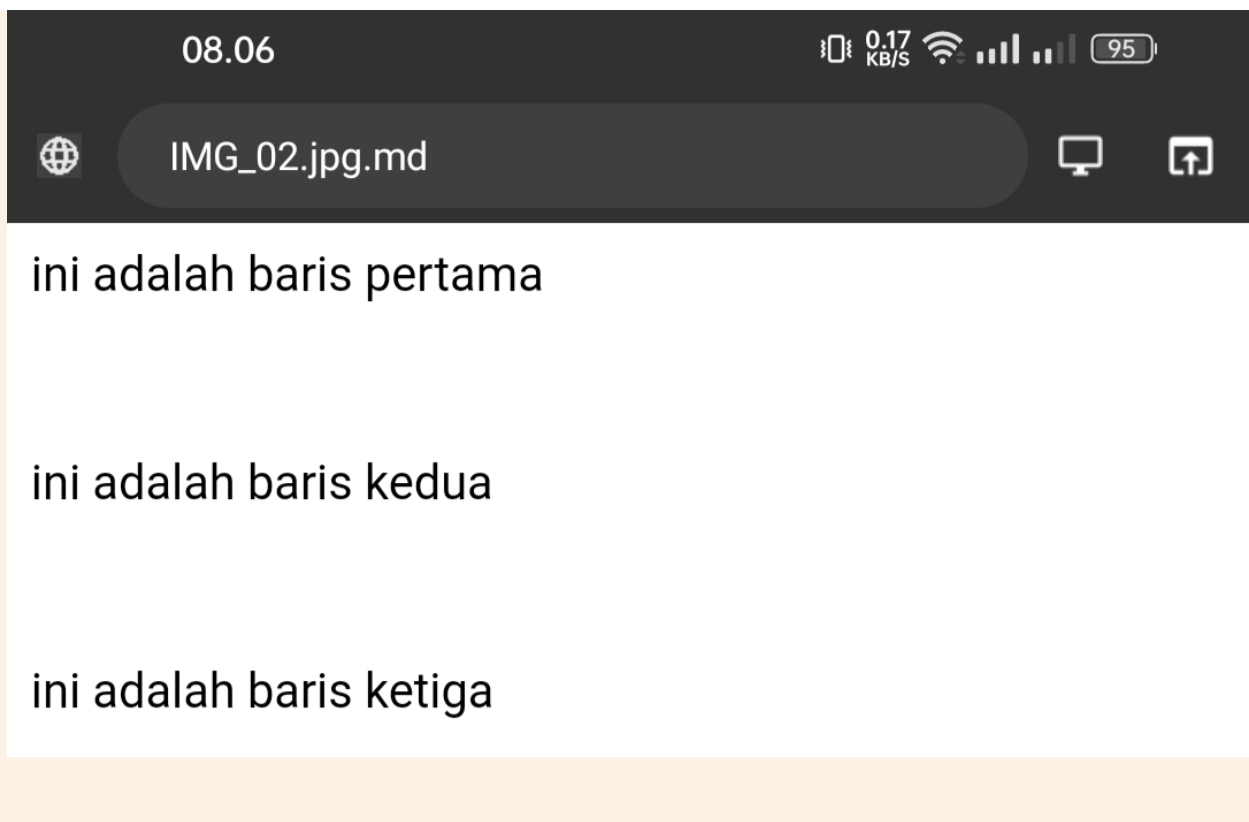 08.06
0.17
KB/S
95
IMG_02.jpg.md
ini adalah baris pertama
ini adalah baris kedua
ini adalah baris ketiga